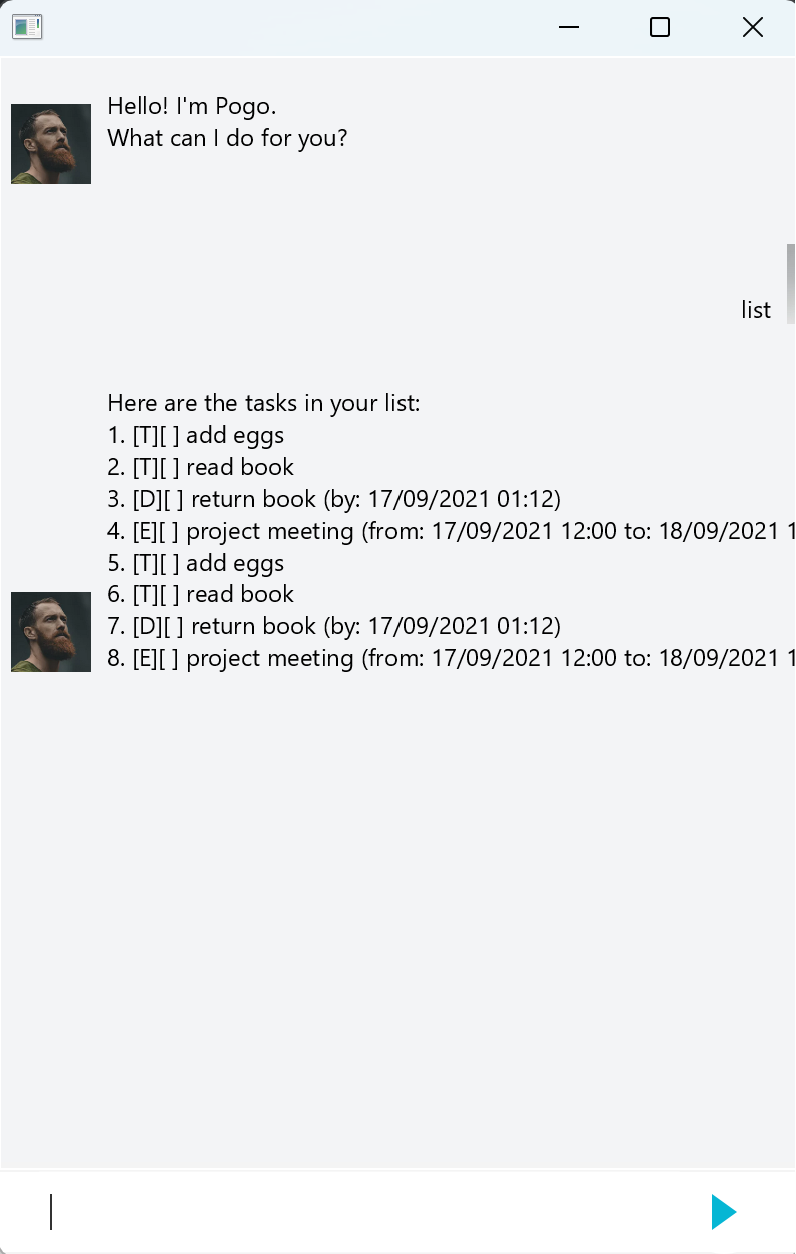 Hello! I'm Pogo.
What can I do for you?
list
Here are the tasks in your list:
1. [T][ ] add eggs
2. [T][ ] read book
3. [D][ ] return book (by: 17/09/2021 01:12)
4. [E][ ] project meeting (from: 17/09/2021 12:00 to: 18/09/2021 1
5. [T][ ] add eggs
6. [T][ ] read book
7. [D][ ] return book (by: 17/09/2021 01:12)
8. [E][ ] project meeting (from: 17/09/2021 12:00 to: 18/09/2021 1